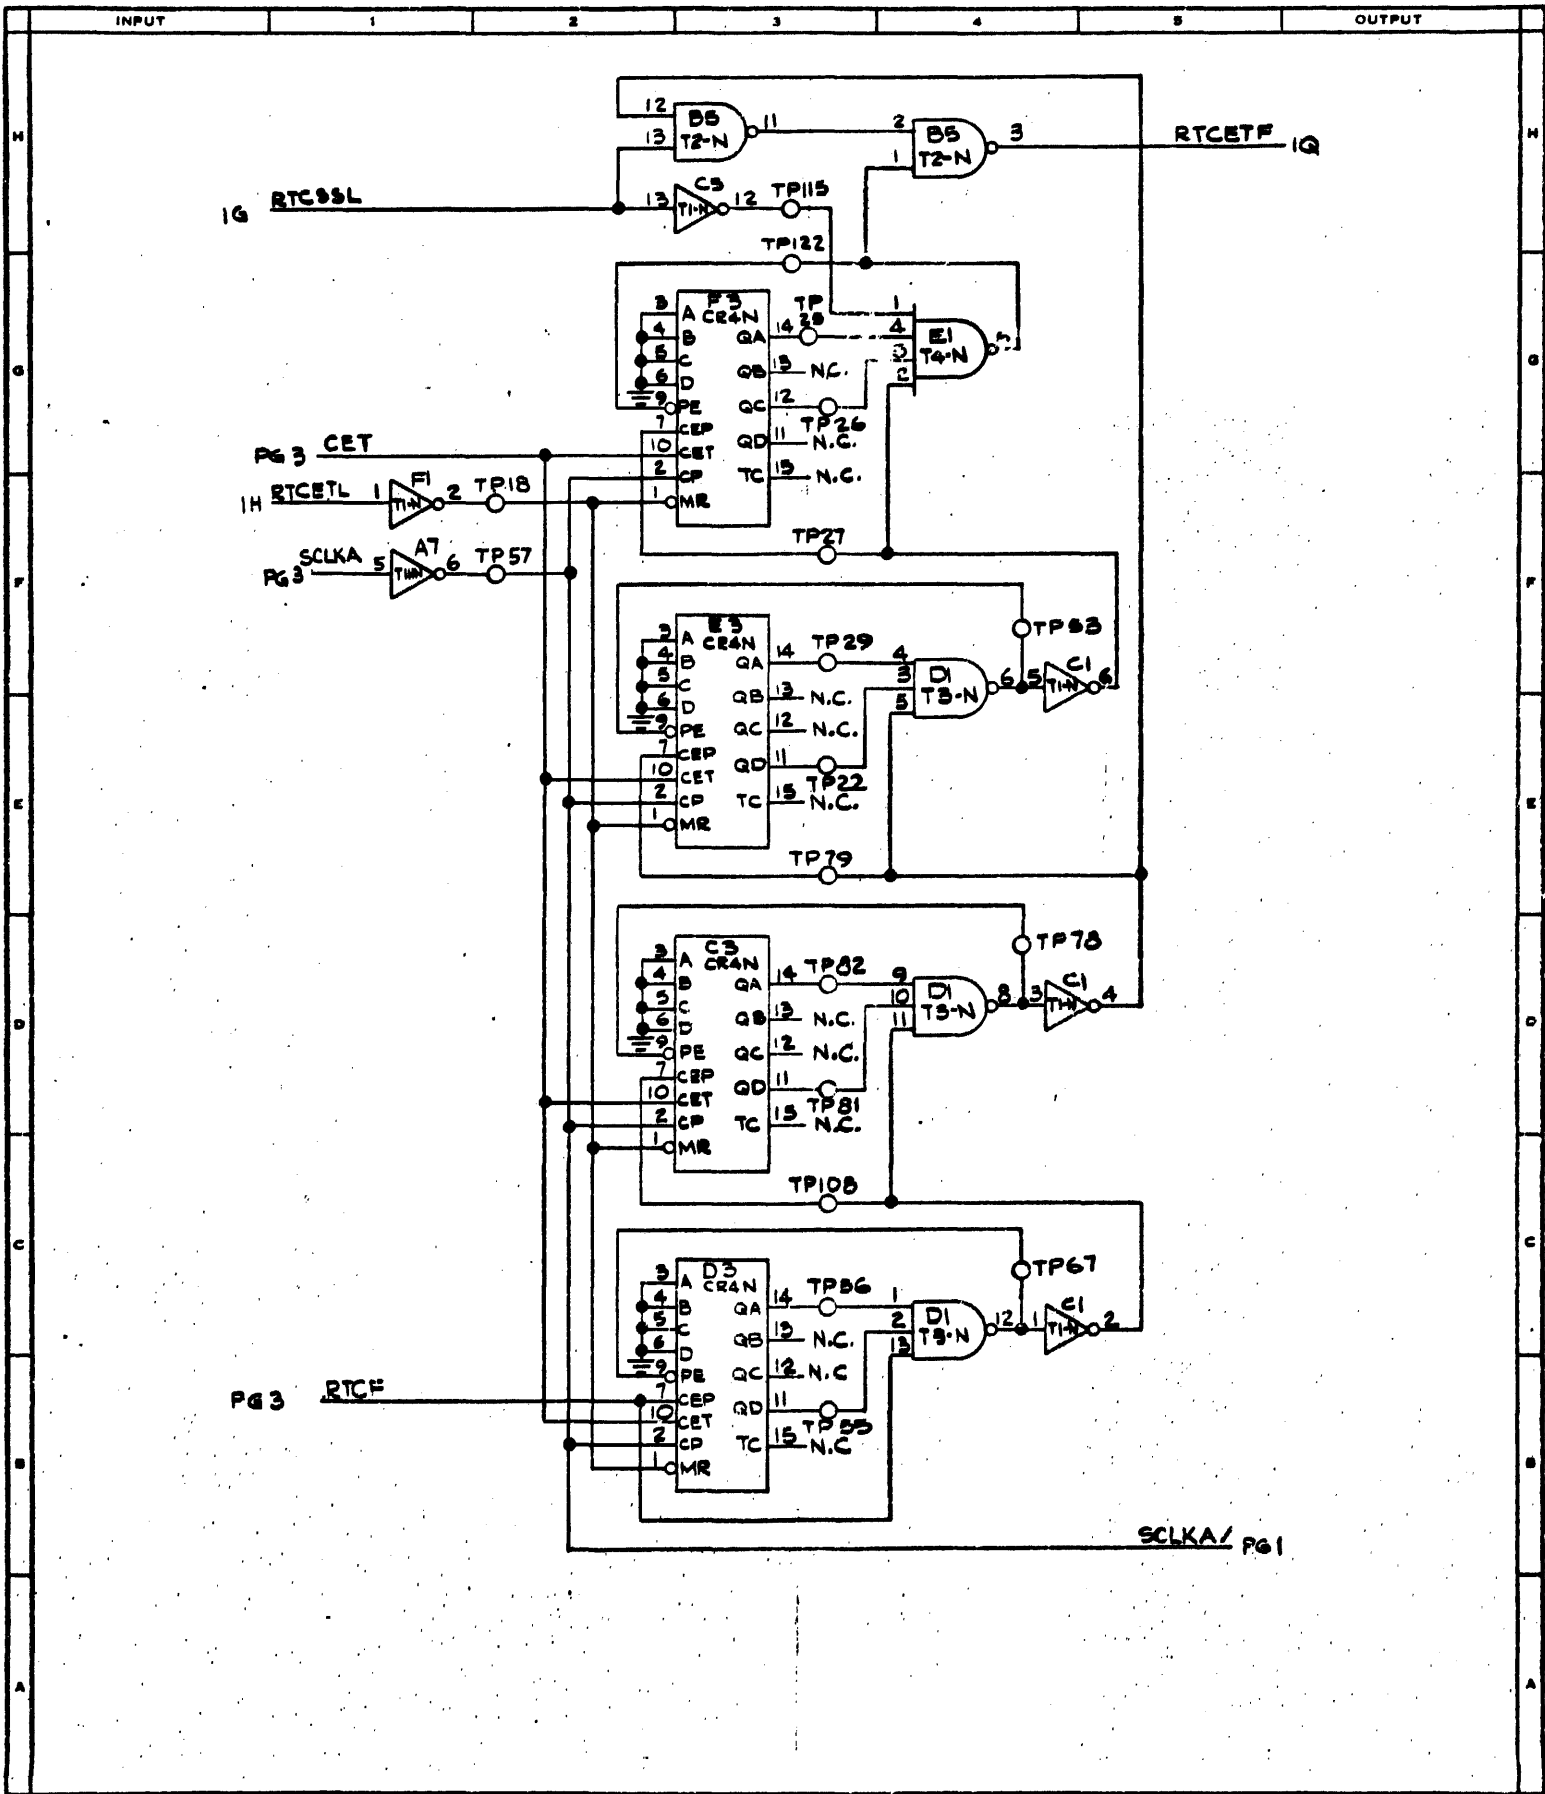 INPUT 1 2 3 4 5 OUTPUT
H 12 B5 11 2 B5 3 RTCETF 1Q H
13 T2-N 1 T2-N
1G RTCSSL 13 C3 12 TP115
T1-N
TP122
F3 TP 1
3 A CR4N 14 25 4 E1
4 B QA 3 T4-N
G 5 C QB 13 N.C. 2 G
6 D
9 PE QC 12 TP26
7 CEP QD 11 N.C.
PG3 CET 10 CET
2 CP TC 15 N.C.
1H RTCETL 1 F1 2 TP18 1 MR
T1-N
TP27
PG3 SCLKA 5 A7 6 TP57
F F
TP53
E3
3 A CR4N TP29
4 B QA 14 4 D1 6 5 C1 6
5 C QB 13 N.C. 3 T3-N T1-N
6 D 5
9 PE QC 12 N.C.
7 CEP QD 11 TP22
10 CET
E 2 CP TC 15 N.C. E
1 MR
TP79
TP78
C3
3 A CR4N TP82
4 B QA 14 9 D1 8 3 C1 4
5 C QB 13 N.C. 10 T3-N T1-N
D 6 D 11 D
9 PE QC 12 N.C.
7 CEP QD 11 TP81
10 CET
2 CP TC 15 N.C.
1 MR
TP108
C C
TP67
D3
3 A CR4N TP56
4 B QA 14 1 D1 12 1 C1 2
5 C QB 13 N.C. 2 T3-N T1-N
6 D 13
9 PE QC 12 N.C
PG3 RTCF 7 CEP QD 11 TP55
10 CET
2 CP TC 15 N.C
B 1 MR B
SCLKA/ PG1
A A